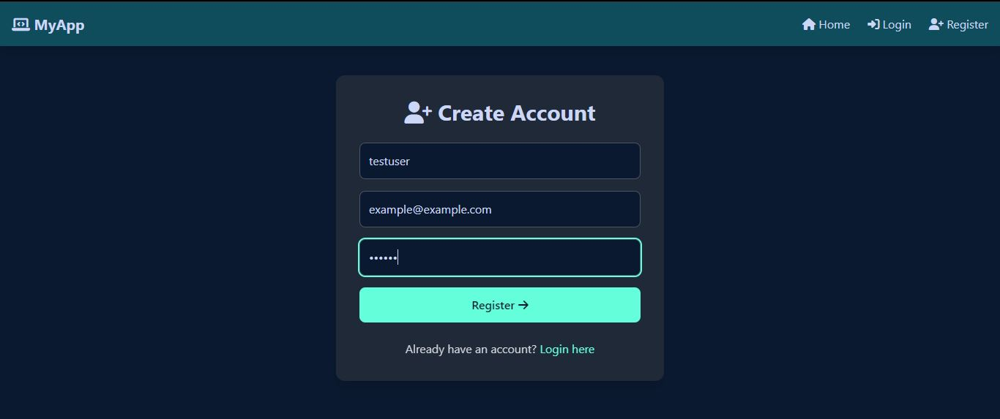 MyApp
Home Login Register
Create Account
testuser
example@example.com
••••••
Register →
Already have an account? Login here